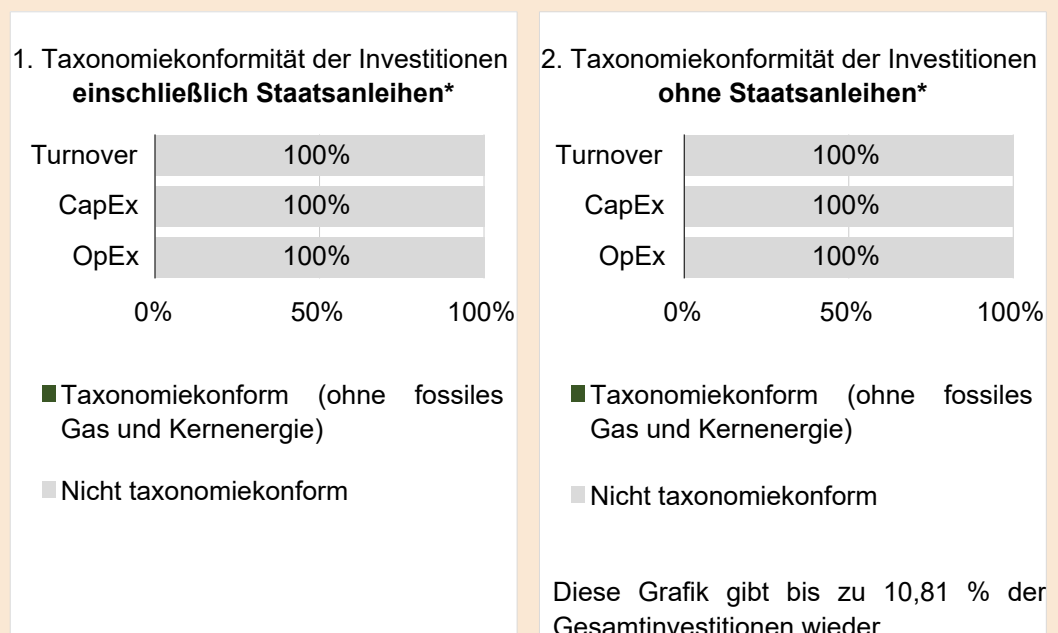 1. Taxonomiekonformität der Investitionen
einschließlich Staatsanleihen*
Turnover 100%
CapEx 100%
OpEx 100%
0% 50% 100%
Taxonomiekonform (ohne fossiles
Gas und Kernenergie)
Nicht taxonomiekonform
2. Taxonomiekonformität der Investitionen
ohne Staatsanleihen*
Turnover 100%
CapEx 100%
OpEx 100%
0% 50% 100%
Taxonomiekonform (ohne fossiles
Gas und Kernenergie)
Nicht taxonomiekonform
Diese Grafik gibt bis zu 10,81 % der
Gesamtinvestitionen wieder